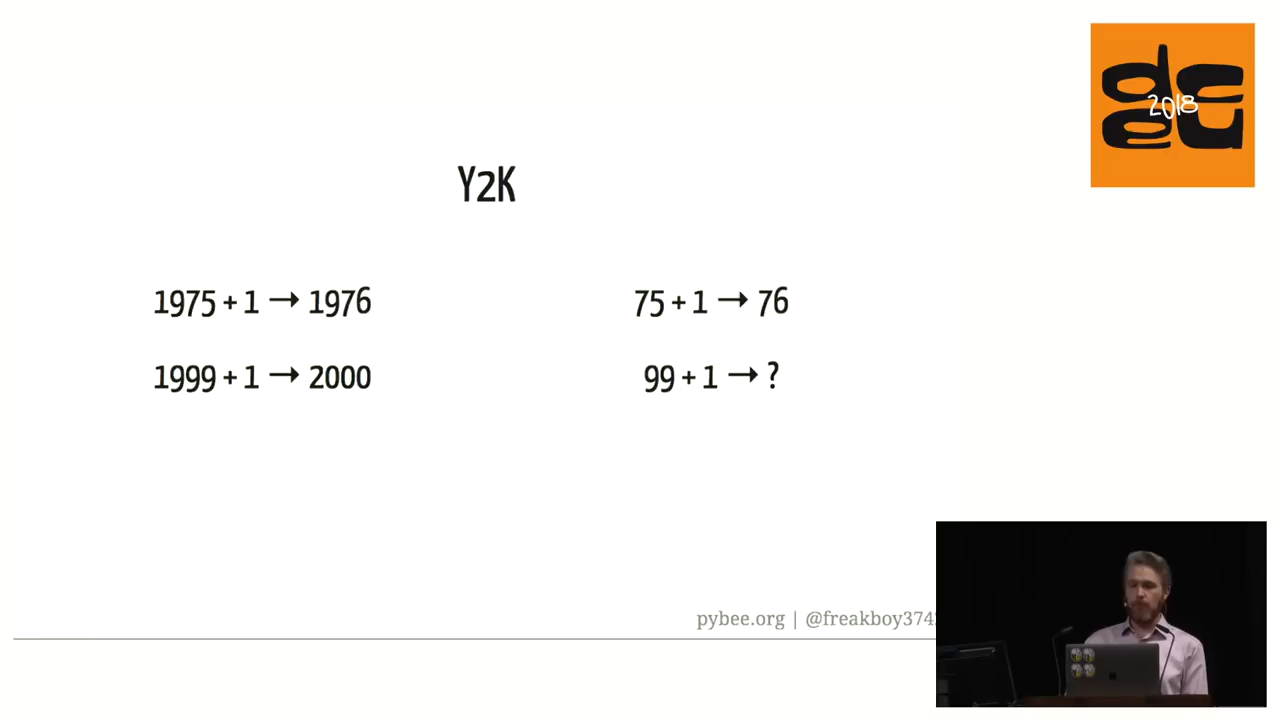 2018
Y2K
1975 + 1 → 1976
75 + 1 → 76
1999 + 1 → 2000
99 + 1 → ?
pybee.org | @freakboy374